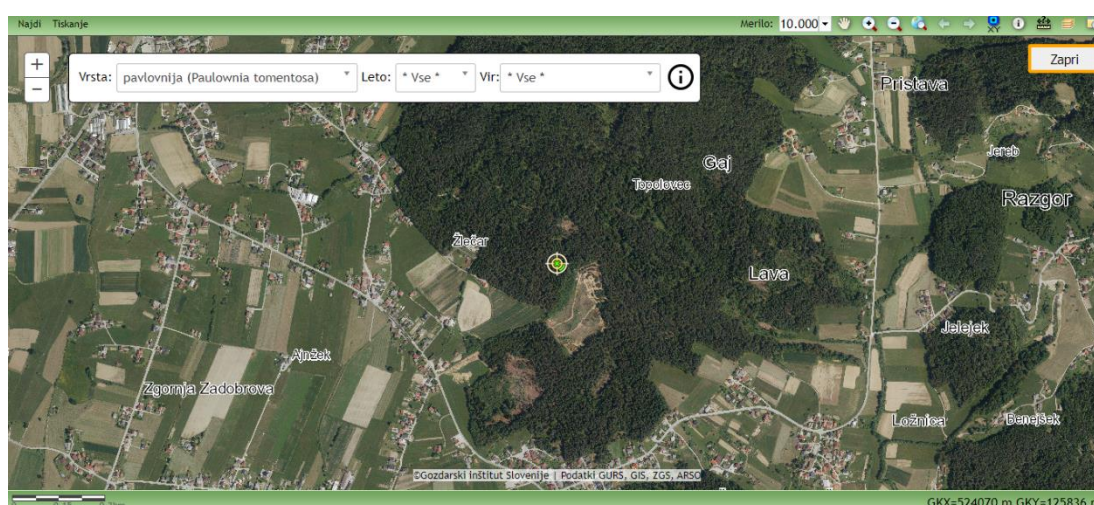 Najdi Tiskanje
Merilo: 10.000
XY
+
−
Vrsta: pavlovnija (Paulownia tomentosa) Leto: * Vse * Vir: * Vse *
Zapri
Pristava
Jereb
Gaj
Topolovec
Razgor
Žlečar
Lava
Jelejek
Ajnžek
Zgornja Zadobrova
Ložnica
Benejšek
©Gozdarski inštitut Slovenije | Podatki GURS, GIS, ZGS, ARSO
GKX=524070 m GKY=125836 m